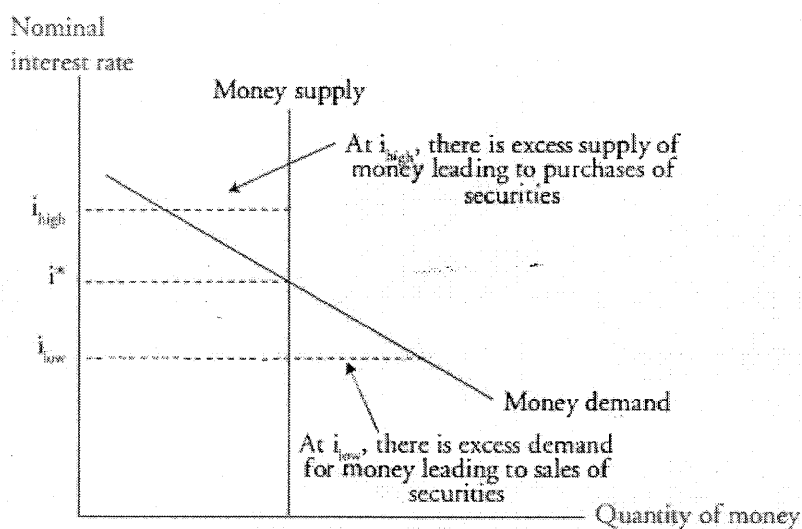 Nominal
interest rate
Money supply
At i_high, there is excess supply of
money leading to purchases of
securities
i_high
i*
i_low
Money demand
At i_low, there is excess demand
for money leading to sales of
securities
Quantity of money